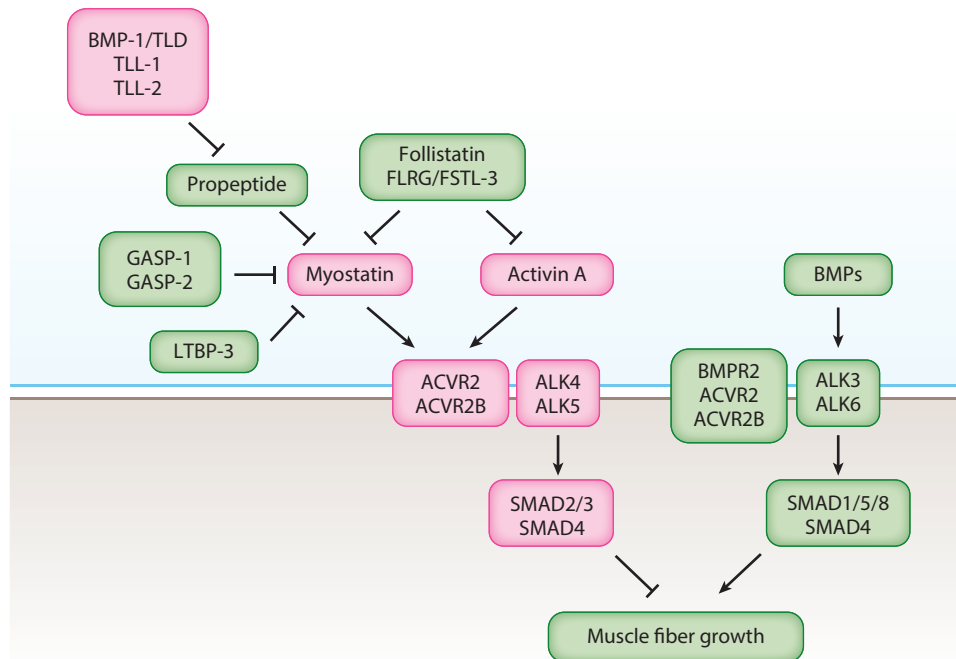 BMP-1/TLD
TLL-1
TLL-2
Propeptide
Follistatin
FLRG/FSTL-3
GASP-1
GASP-2
Myostatin
Activin A
BMPs
LTBP-3
ACVR2
ACVR2B
ALK4
ALK5
BMPR2
ACVR2
ACVR2B
ALK3
ALK6
SMAD2/3
SMAD4
SMAD1/5/8
SMAD4
Muscle fiber growth